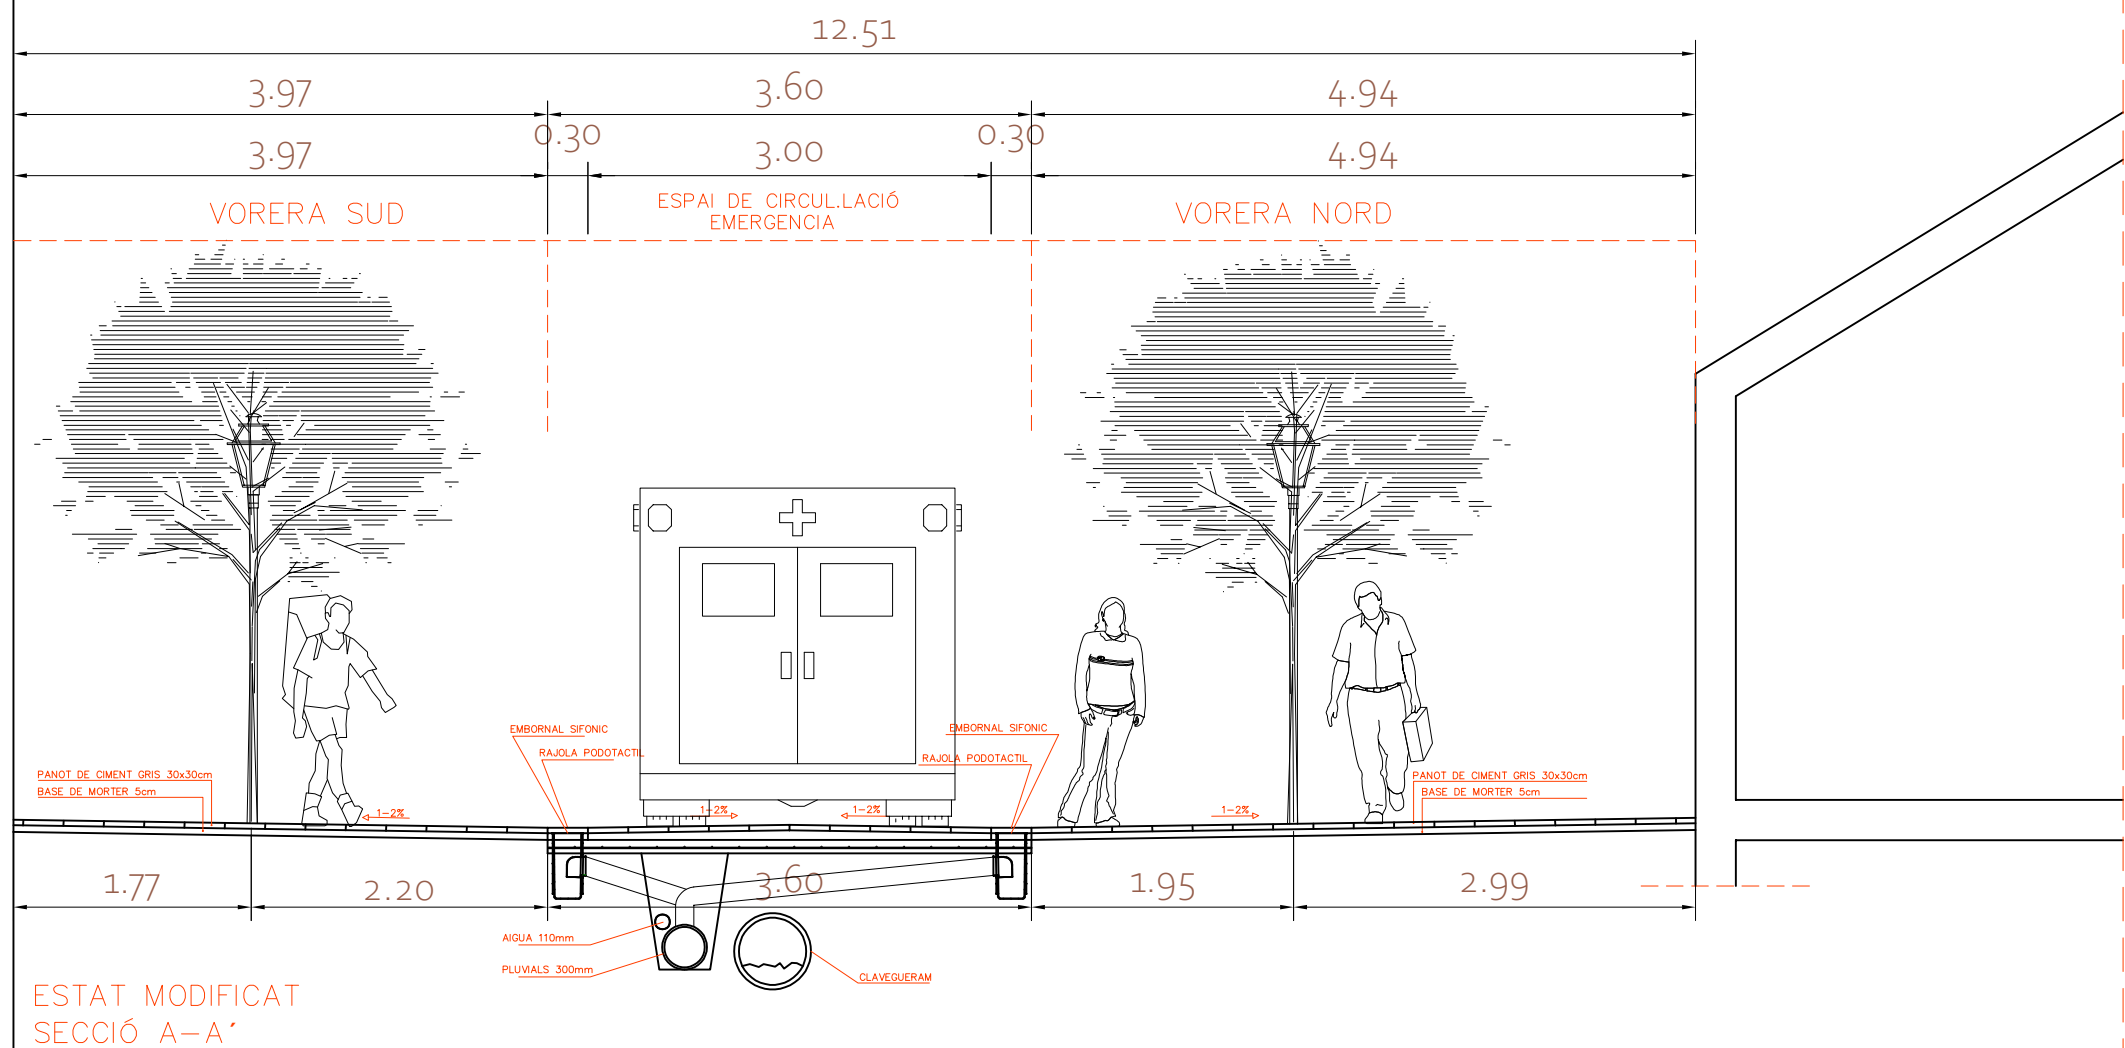 12.51
3.97 3.60 4.94
0.30 0.30
3.97 3.00 4.94
VORERA SUD
ESPAI DE CIRCUL.LACIÓ
EMERGENCIA
VORERA NORD
EMBORNAL SIFONIC
RAJOLA PODOTACTIL
EMBORNAL SIFONIC
RAJOLA PODOTACTIL
PANOT DE CIMENT GRIS 30x30cm
BASE DE MORTER 5cm
PANOT DE CIMENT GRIS 30x30cm
BASE DE MORTER 5cm
1-2% 1-2% 1-2% 1-2%
1.77 2.20 3.60 1.95 2.99
AIGUA 110mm
PLUVIALS 300mm
CLAVEGUERAM
ESTAT MODIFICAT
SECCIÓ A-A´